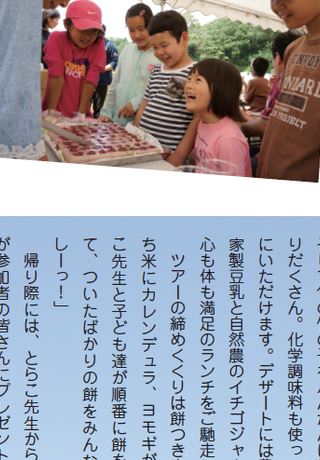 STANDARD
PROJECT
りだくさん。化学調味料も使っ
にいただけます。デザートには
家製豆乳と自然農のイチゴジャ
心も体も満足のランチをご馳走
ツアーの締めくくりは餅つき
ち米にカレンデュラ、ヨモギが
こ先生と子ども達が順番に餅を
て、ついたばかりの餅をみんな
しーっ！」
帰り際には、とらこ先生から
が参加者の皆さんにプレゼント